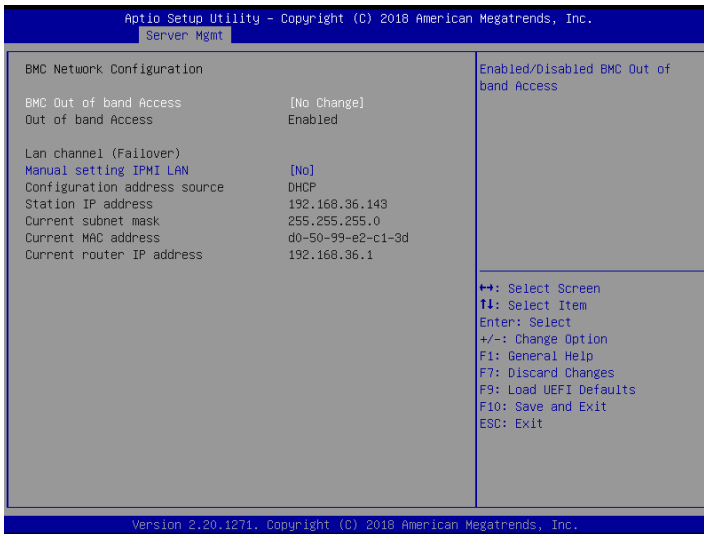 Aptio Setup Utility – Copyright (C) 2018 American Megatrends, Inc.
Server Mgmt
BMC Network Configuration
BMC Out of band Access [No Change]
Out of band Access Enabled
Lan channel (Failover)
Manual setting IPMI LAN [No]
Configuration address source DHCP
Station IP address 192.168.36.143
Current subnet mask 255.255.255.0
Current MAC address d0-50-99-e2-c1-3d
Current router IP address 192.168.36.1
Enabled/Disabled BMC Out of
band Access
↔: Select Screen
↑↓: Select Item
Enter: Select
+/-: Change Option
F1: General Help
F7: Discard Changes
F9: Load UEFI Defaults
F10: Save and Exit
ESC: Exit
Version 2.20.1271. Copyright (C) 2018 American Megatrends, Inc.